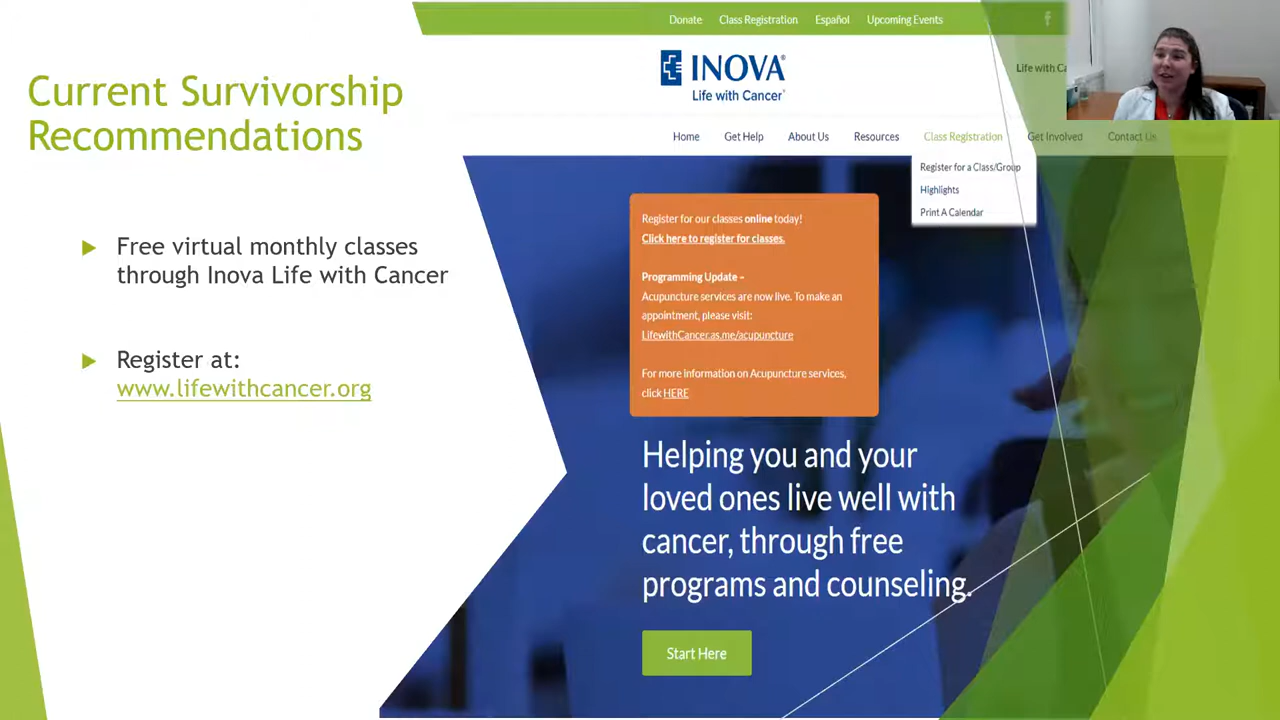 Current Survivorship
Recommendations
Free virtual monthly classes
through Inova Life with Cancer
Register at:
www.lifewithcancer.org
Donate Class Registration Español Upcoming Events
f
INOVA®
Life with Cancer®
Life with Ca
Home Get Help About Us Resources Class Registration Get Involved Contact Us
Register for a Class/Group
Highlights
Print A Calendar
Register for our classes online today!
Click here to register for classes.
Programming Update –
Acupuncture services are now live. To make an
appointment, please visit:
LifewithCancer.as.me/acupuncture
For more information on Acupuncture services,
click HERE
Helping you and your
loved ones live well with
cancer, through free
programs and counseling.
Start Here